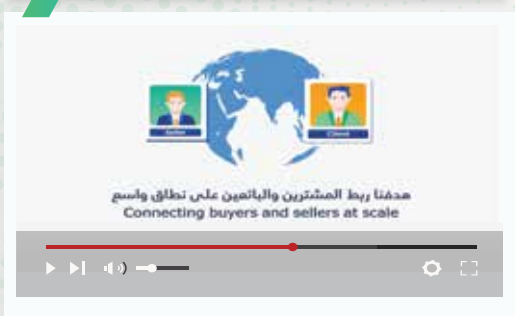 Seller
Client
هدفنا ربط المشترين والبائعين على نطاق واسع
Connecting buyers and sellers at scale